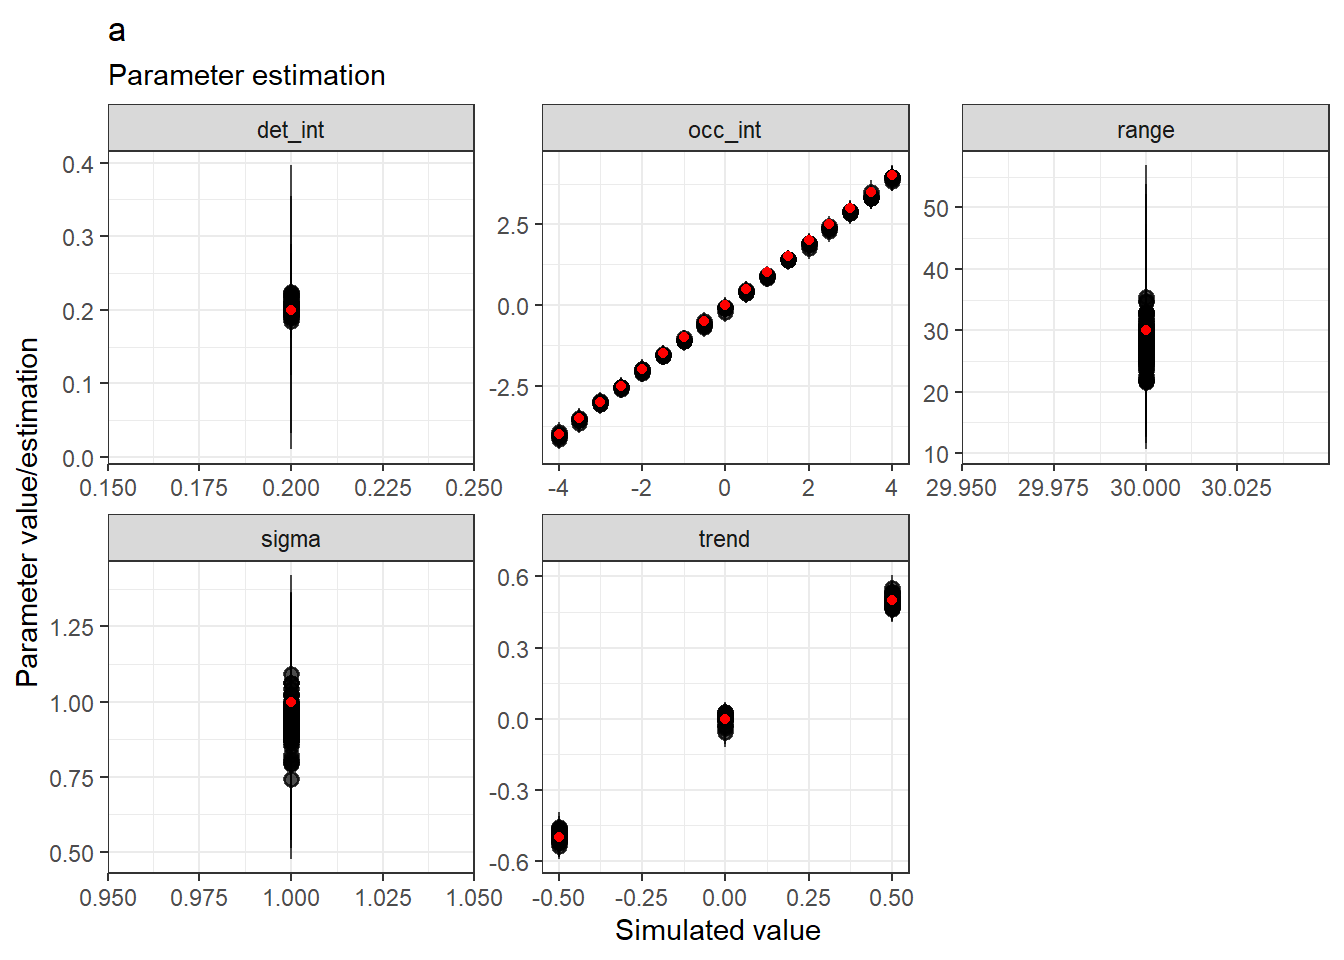 a
Parameter estimation
det_int
occ_int
range
0.4
0.3
0.2
0.1
0.0
2.5
0.0
-2.5
50
40
30
20
10
0.150 0.175 0.200 0.225 0.250
-4 -2 0 2 4
29.950 29.975 30.000 30.025
sigma
trend
1.25
1.00
0.75
0.50
0.6
0.3
0.0
-0.3
-0.6
0.950 0.975 1.000 1.025 1.050
-0.50 -0.25 0.00 0.25 0.50
Parameter value/estimation
Simulated value